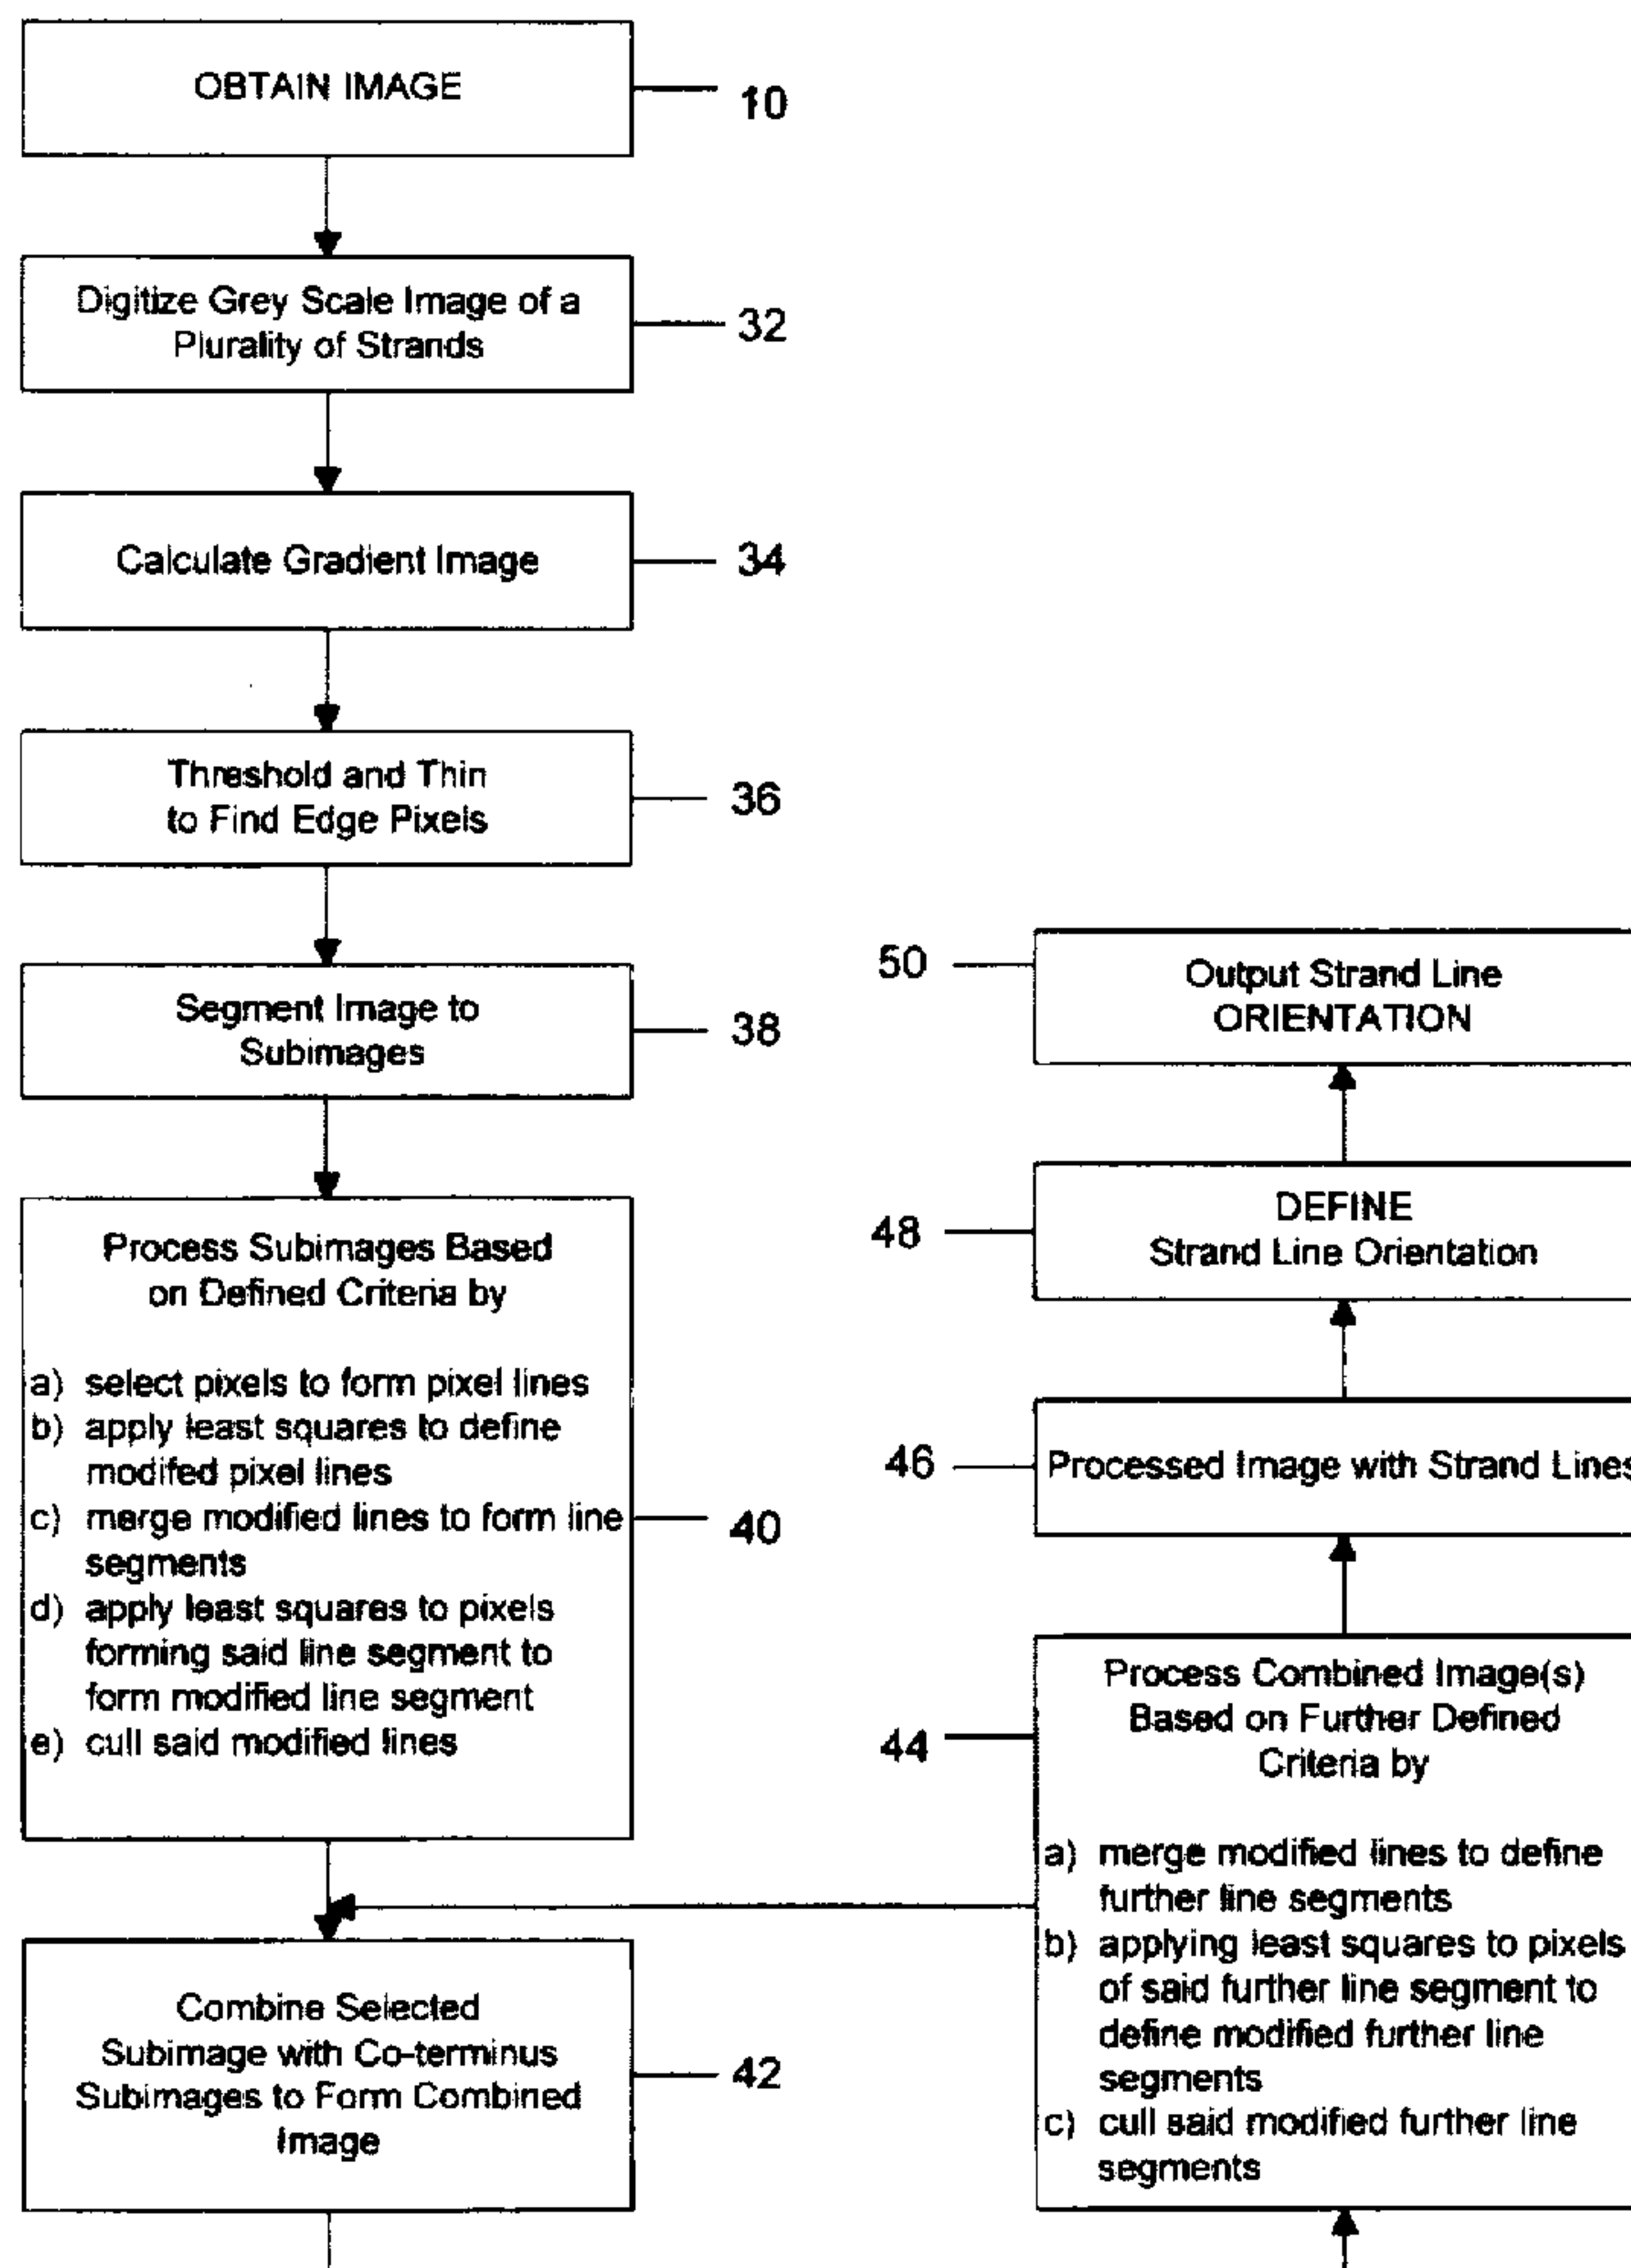 OBTAIN IMAGE
10
Digitize Grey Scale Image of a
Plurality of Strands
32
Calculate Gradient Image
34
Threshold and Thin
to Find Edge Pixels
36
Segment Image to
Subimages
38
Process Subimages Based
on Defined Criteria by
a) select pixels to form pixel lines
b) apply least squares to define
modifed pixel lines
c) merge modified lines to form line
segments
d) apply least squares to pixels
forming said line segment to
form modified line segment
e) cull said modified lines
40
Combine Selected
Subimage with Co-terminus
Subimages to Form Combined
Image
42
Process Combined Image(s)
Based on Further Defined
Criteria by
a) merge modified lines to define
further line segments
b) applying least squares to pixels
of said further line segment to
define modified further line
segments
c) cull said modified further line
segments
44
Processed Image with Strand Lines
46
DEFINE
Strand Line Orientation
48
Output Strand Line
ORIENTATION
50